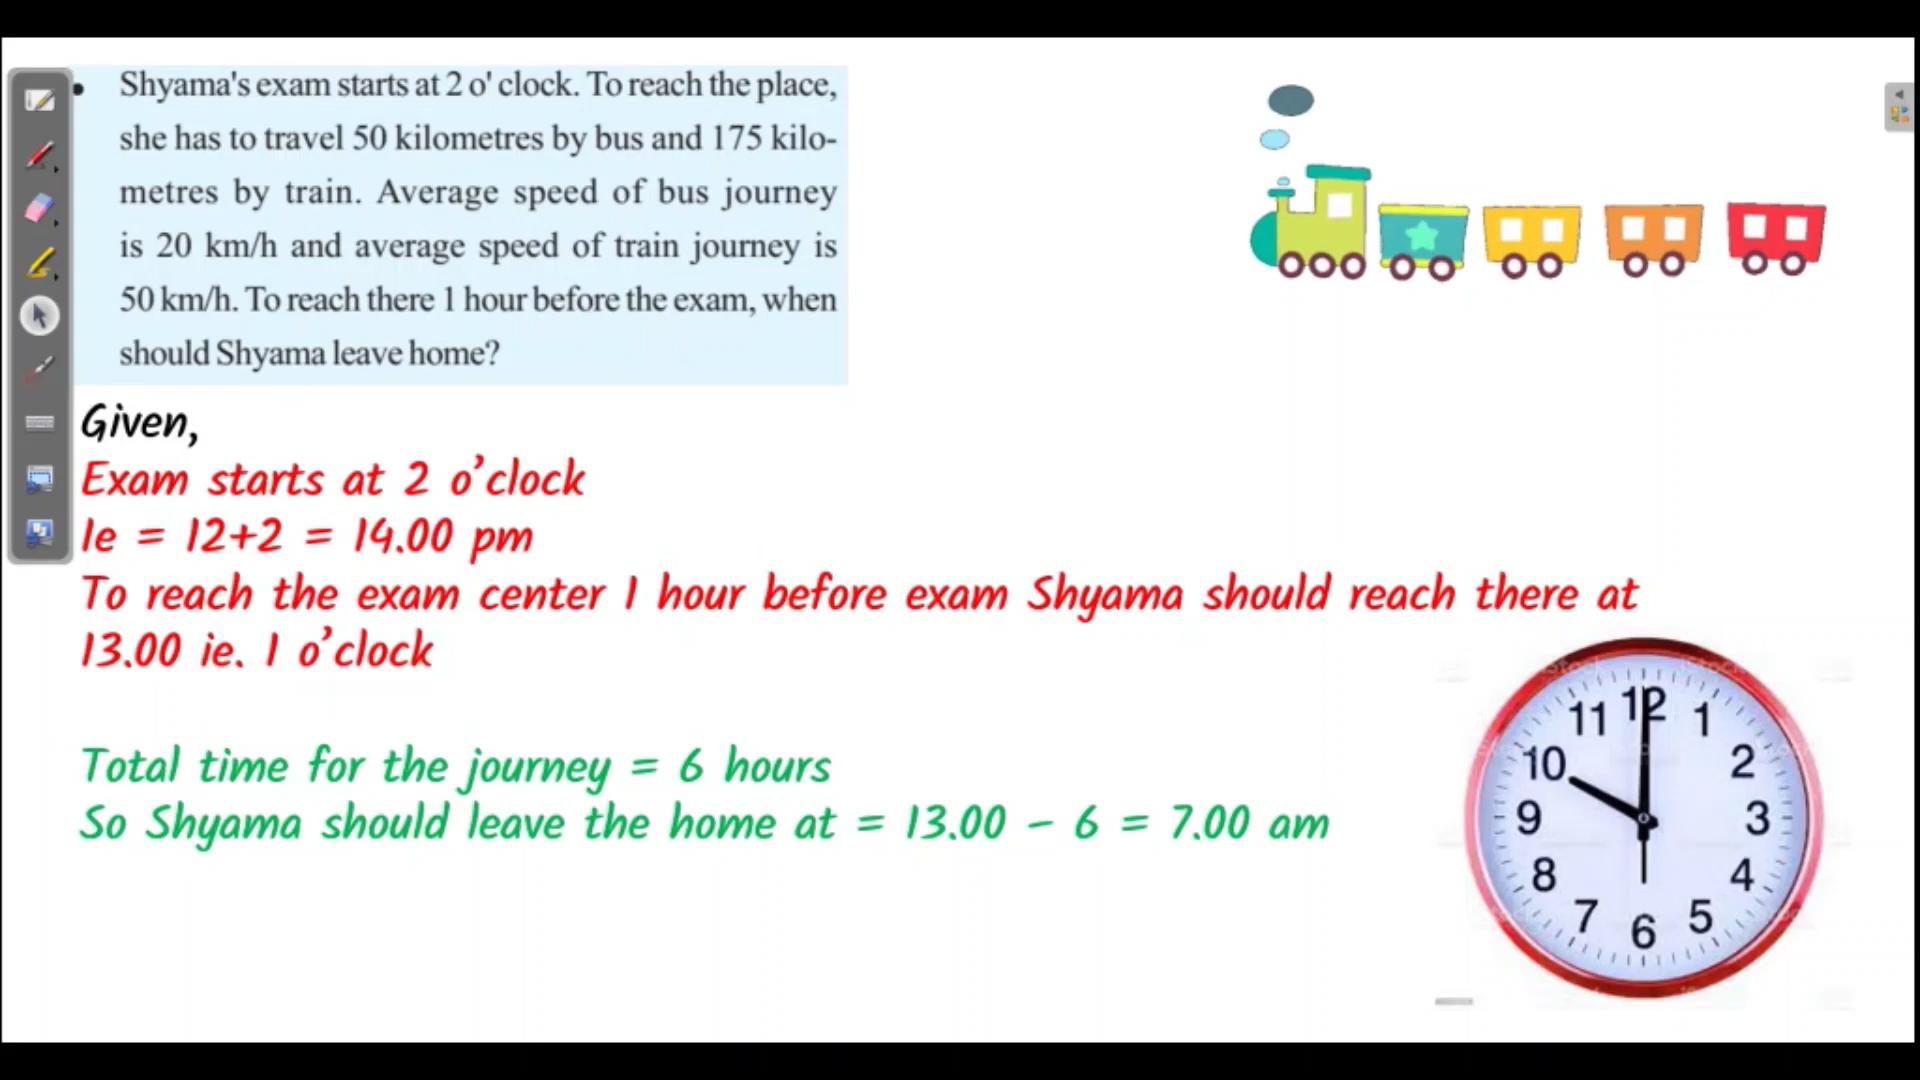 Shyama's exam starts at 2 o' clock. To reach the place,
she has to travel 50 kilometres by bus and 175 kilo-
metres by train. Average speed of bus journey
is 20 km/h and average speed of train journey is
50 km/h. To reach there 1 hour before the exam, when
should Shyama leave home?
Given,
Exam starts at 2 o'clock
Ie = 12+2 = 14.00 pm
To reach the exam center 1 hour before exam Shyama should reach there at
13.00 ie. 1 o'clock
Total time for the journey = 6 hours
So Shyama should leave the home at = 13.00 - 6 = 7.00 am
12
11 1
10 2
9 3
8 4
7 5
6